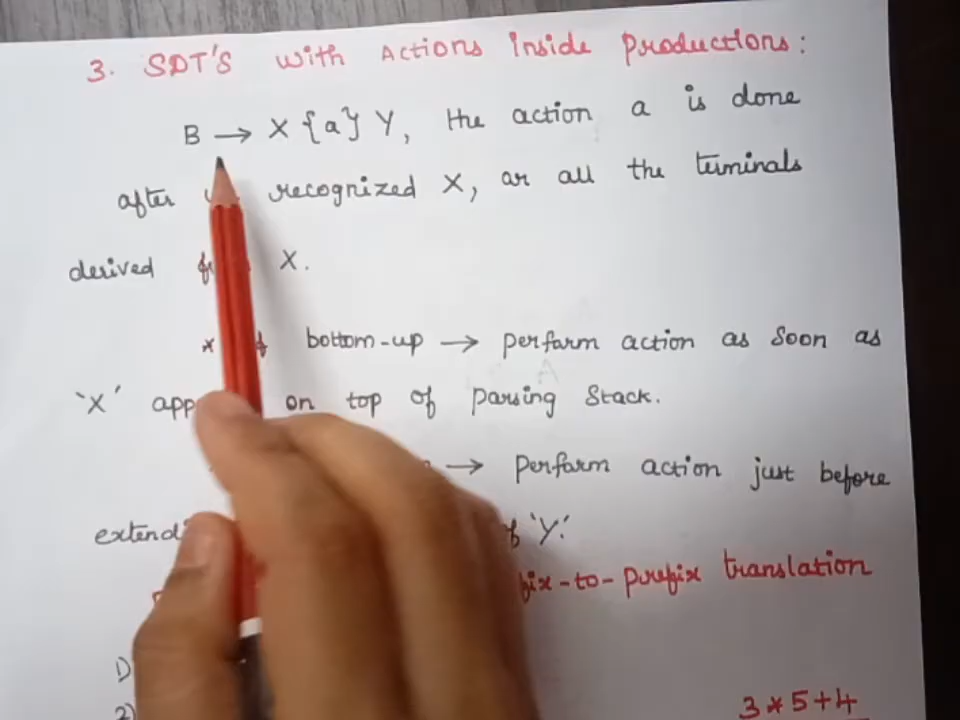 3. SDT's with Actions Inside Productions:
B → X {a} Y, the action a is done
after recognized X, or all the terminals
derived X.
* bottom-up → perform action as soon as
'X' on top of parsing stack.
→ perform action just before
'Y'.
-to-prefix translation
3*5+4